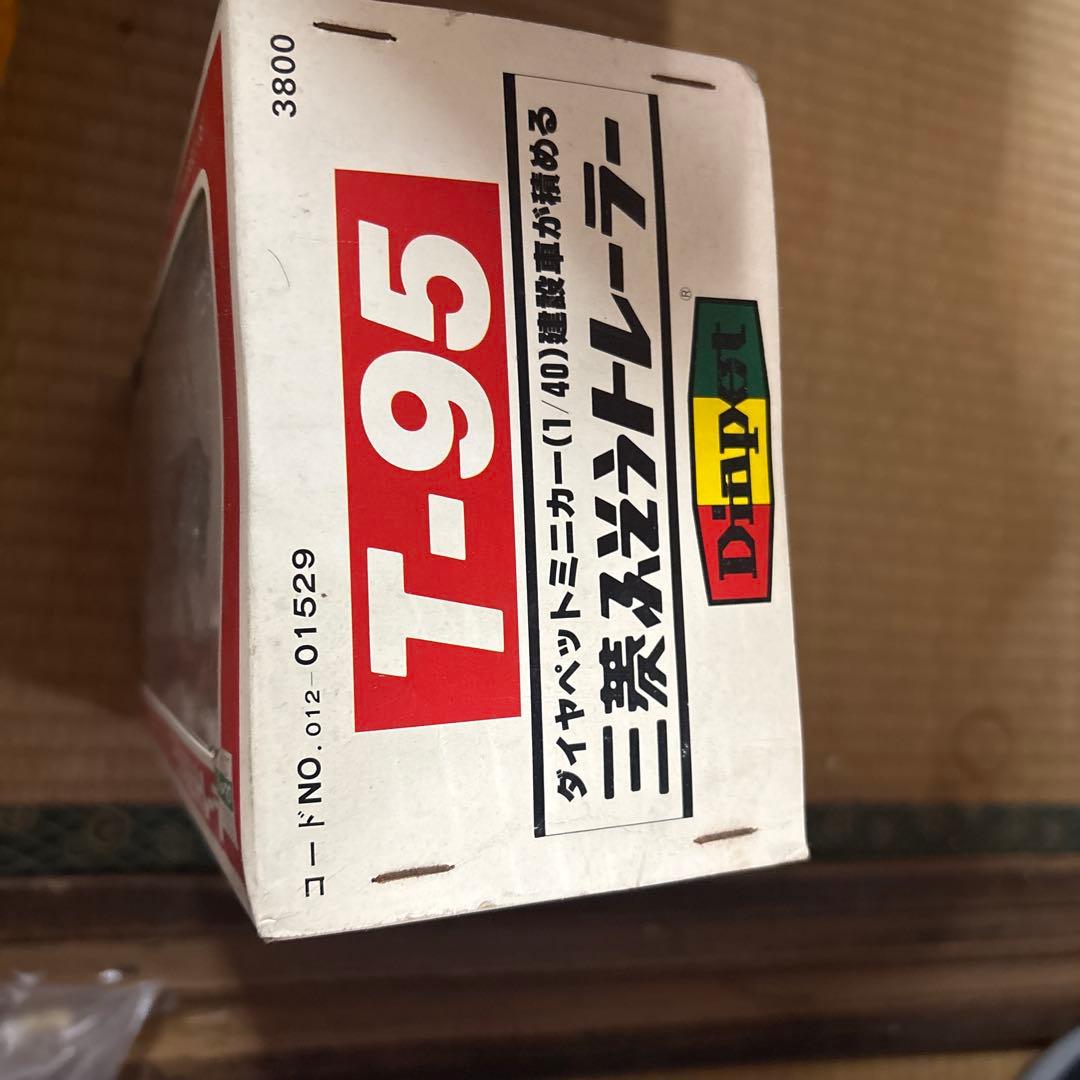 コードNO.012-01529 3800
T-95
ダイヤペットミニカー(1/40)建設車が積める
三菱ふそうトレーラー
Diapet ®